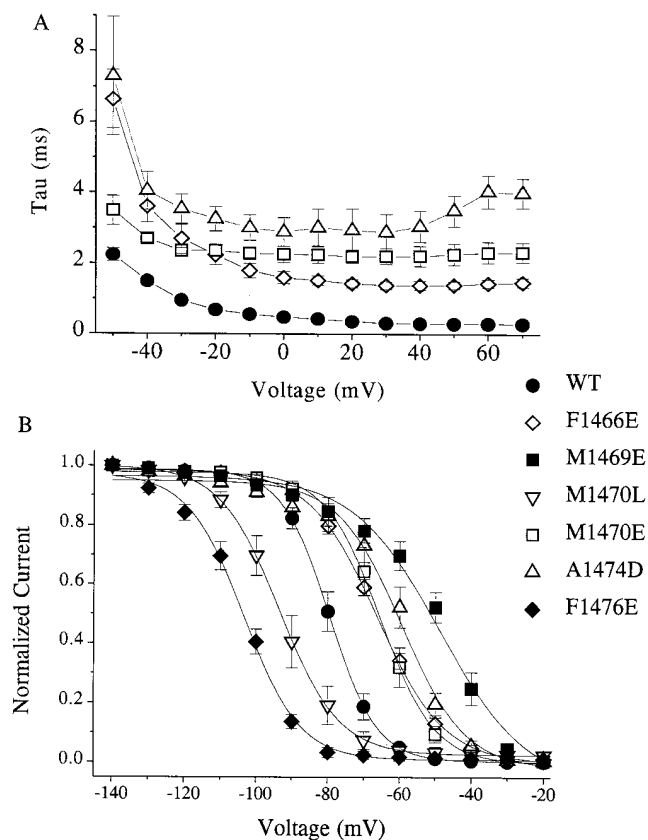 A
8
6
4
2
0
Tau (ms)
-40 -20 0 20 40 60
Voltage (mV)
WT
F1466E
M1469E
M1470L
M1470E
A1474D
F1476E
B
1.0
0.8
0.6
0.4
0.2
0.0
Normalized Current
-140 -120 -100 -80 -60 -40 -20
Voltage (mV)